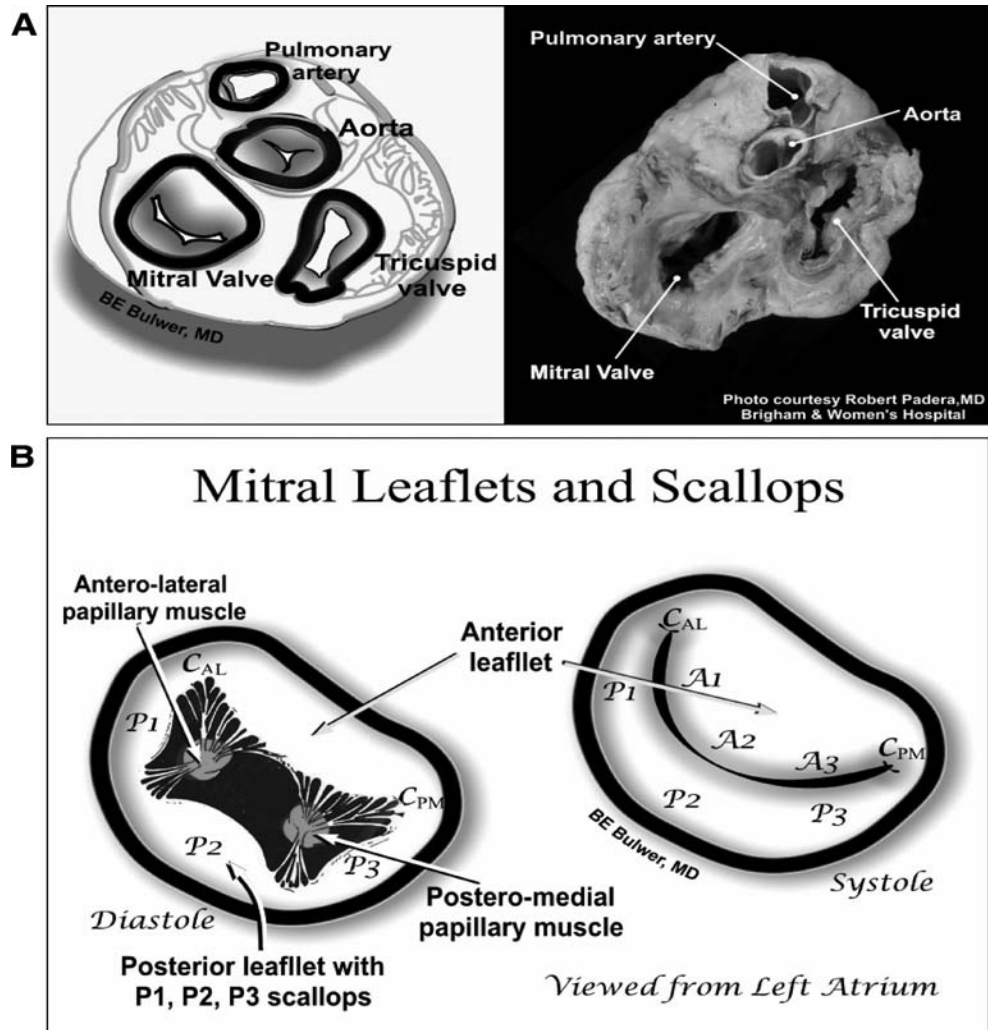 A
Pulmonary
artery
Aorta
Mitral Valve
Tricuspid
valve
BE Bulwer, MD
Pulmonary artery
Aorta
Tricuspid
valve
Mitral Valve
Photo courtesy Robert Padera,MD
Brigham & Women's Hospital
B
Mitral Leaflets and Scallops
Antero-lateral
papillary muscle
Anterior
leafllet
CAL
P1
CPM
P2
P3
Diastole
Postero-medial
papillary muscle
Posterior leafllet with
P1, P2, P3 scallops
CAL
P1
A1
A2
A3
CPM
P2
P3
BE Bulwer, MD
Systole
Viewed from Left Atrium